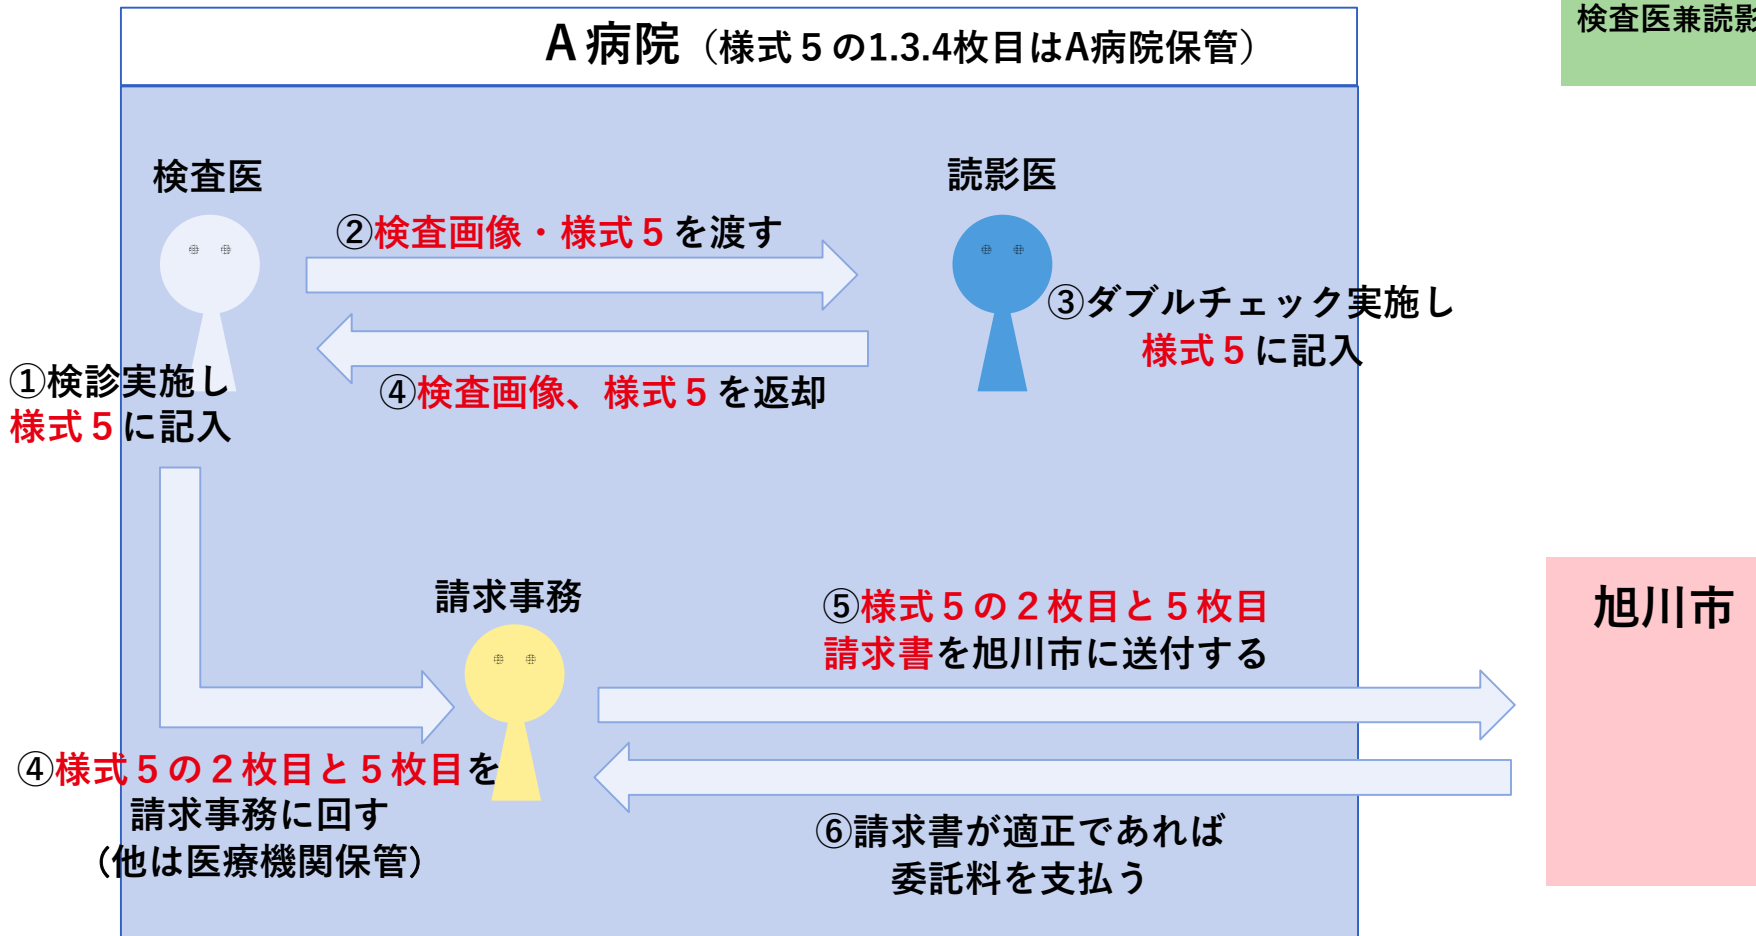 A病院（様式５の1.3.4枚目はA病院保管）
検査医兼読影
検査医
読影医
②検査画像・様式５を渡す
③ダブルチェック実施し
様式５に記入
①検診実施し
様式５に記入
④検査画像、様式５を返却
請求事務
⑤様式５の２枚目と５枚目
請求書を旭川市に送付する
旭川市
④様式５の２枚目と５枚目を
請求事務に回す
（他は医療機関保管）
⑥請求書が適正であれば
委託料を支払う